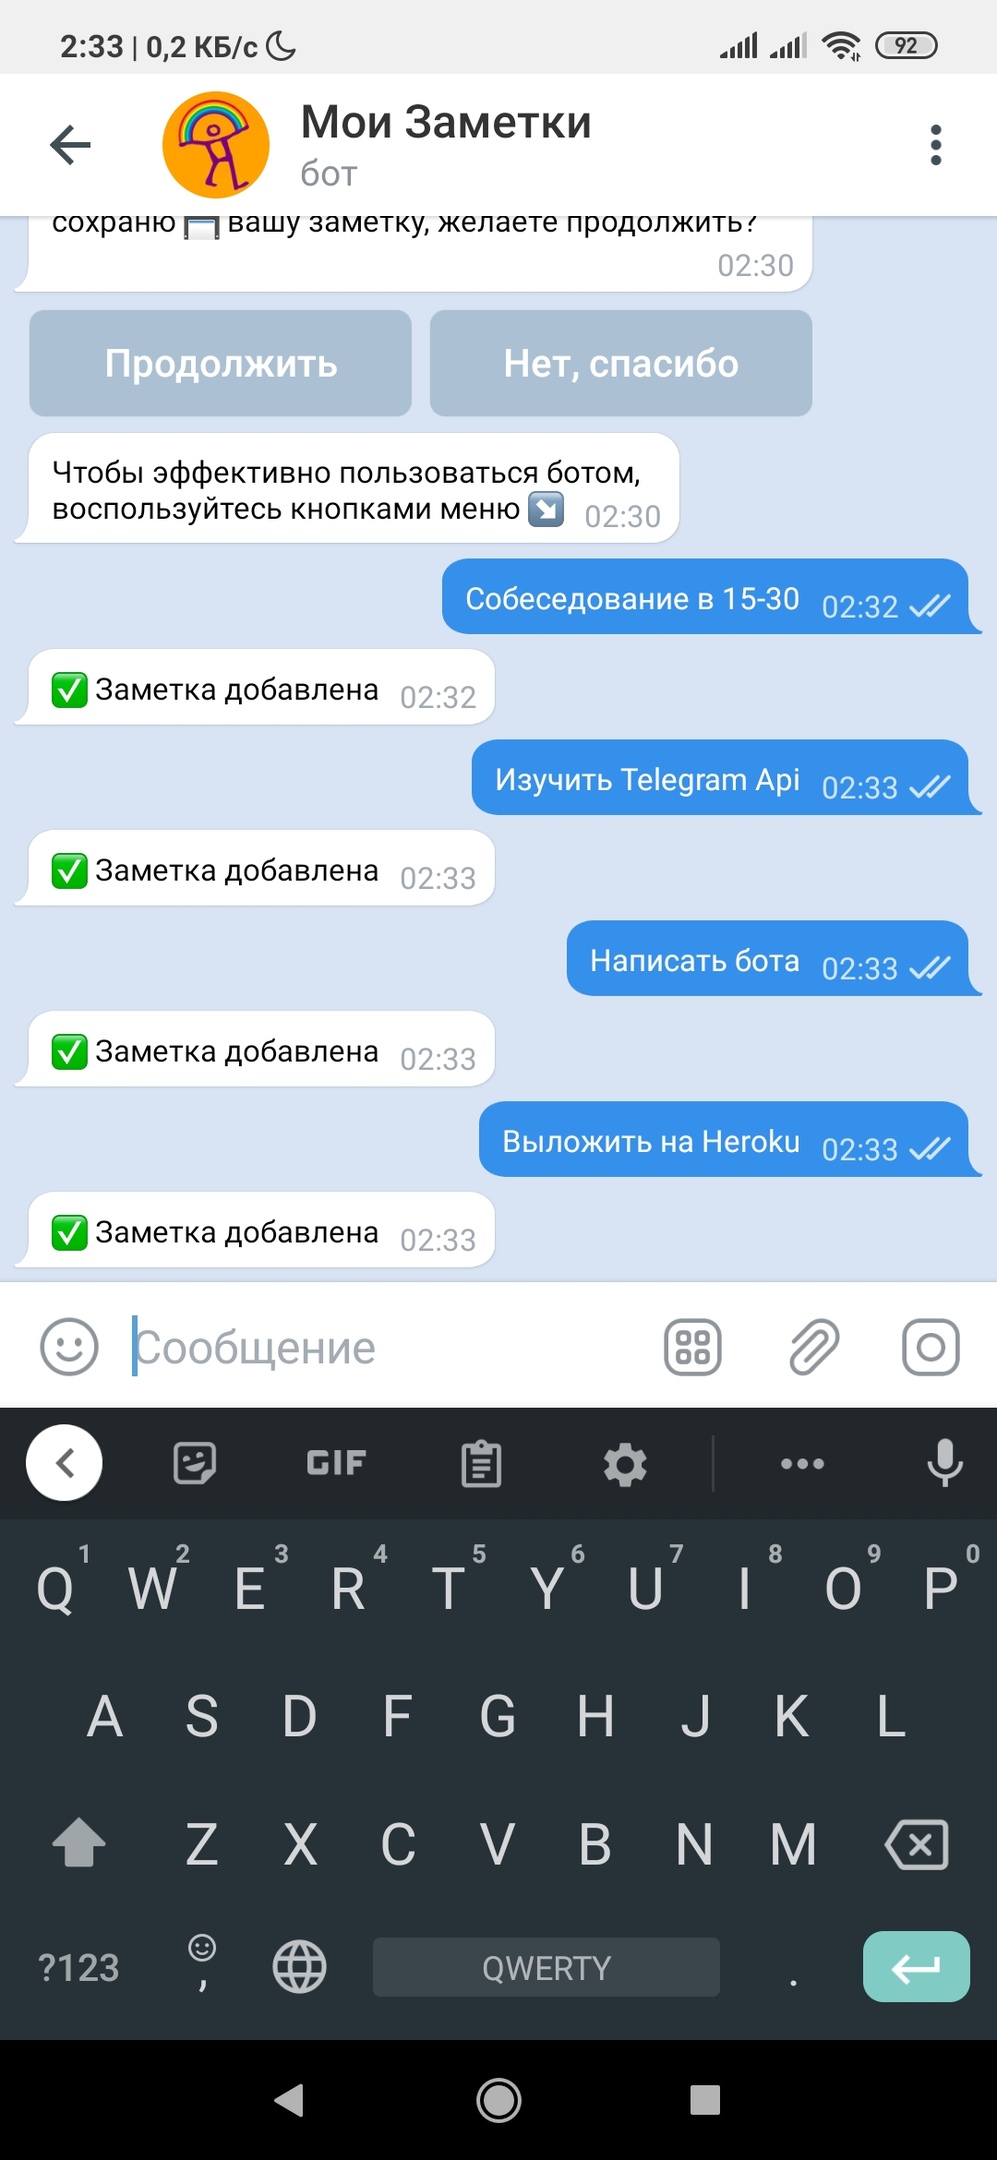 2:33 | 0,2 КБ/с 92
Мои Заметки
бот
сохраню вашу заметку, желаете продолжить?
02:30
Продолжить Нет, спасибо
Чтобы эффективно пользоваться ботом,
воспользуйтесь кнопками меню ↘️ 02:30
Собеседование в 15-30 02:32
✅ Заметка добавлена 02:32
Изучить Telegram Api 02:33
✅ Заметка добавлена 02:33
Написать бота 02:33
✅ Заметка добавлена 02:33
Выложить на Heroku 02:33
✅ Заметка добавлена 02:33
Сообщение
GIF
1 2 3 4 5 6 7 8 9 0
Q W E R T Y U I O P
A S D F G H J K L
Z X C V B N M
?123 , QWERTY .